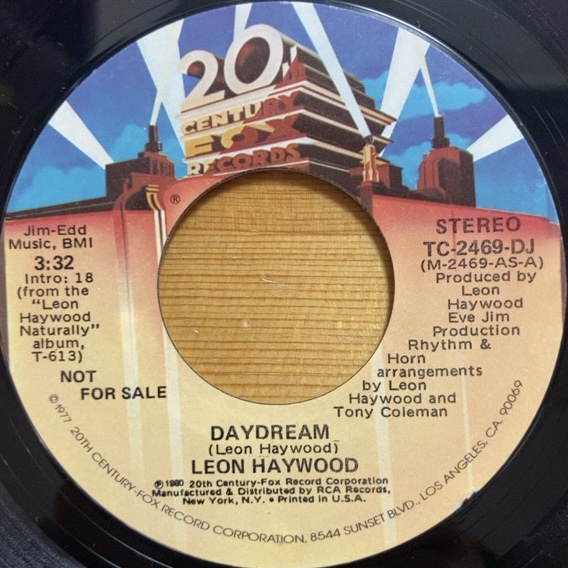 20th
CENTURY
FOX
RECORDS
®
Jim-Edd
Music, BMI
3:32
Intro: 18
(from the
"Leon
Haywood
Naturally"
album,
T-613)
NOT
FOR SALE
STEREO
TC-2469-DJ
(M-2469-AS-A)
Produced by
Leon
Haywood
Eve Jim
Production
Rhythm &
Horn
arrangements
by Leon
Haywood and
Tony Coleman
DAYDREAM
(Leon Haywood)
LEON HAYWOOD
℗ 1980 20th Century-Fox Record Corporation
Manufactured & Distributed by RCA Records,
New York, N.Y. • Printed in U.S.A.
© 1977 20TH CENTURY-FOX RECORD CORPORATION, 8544 SUNSET BLVD., LOS ANGELES, CA. 90069